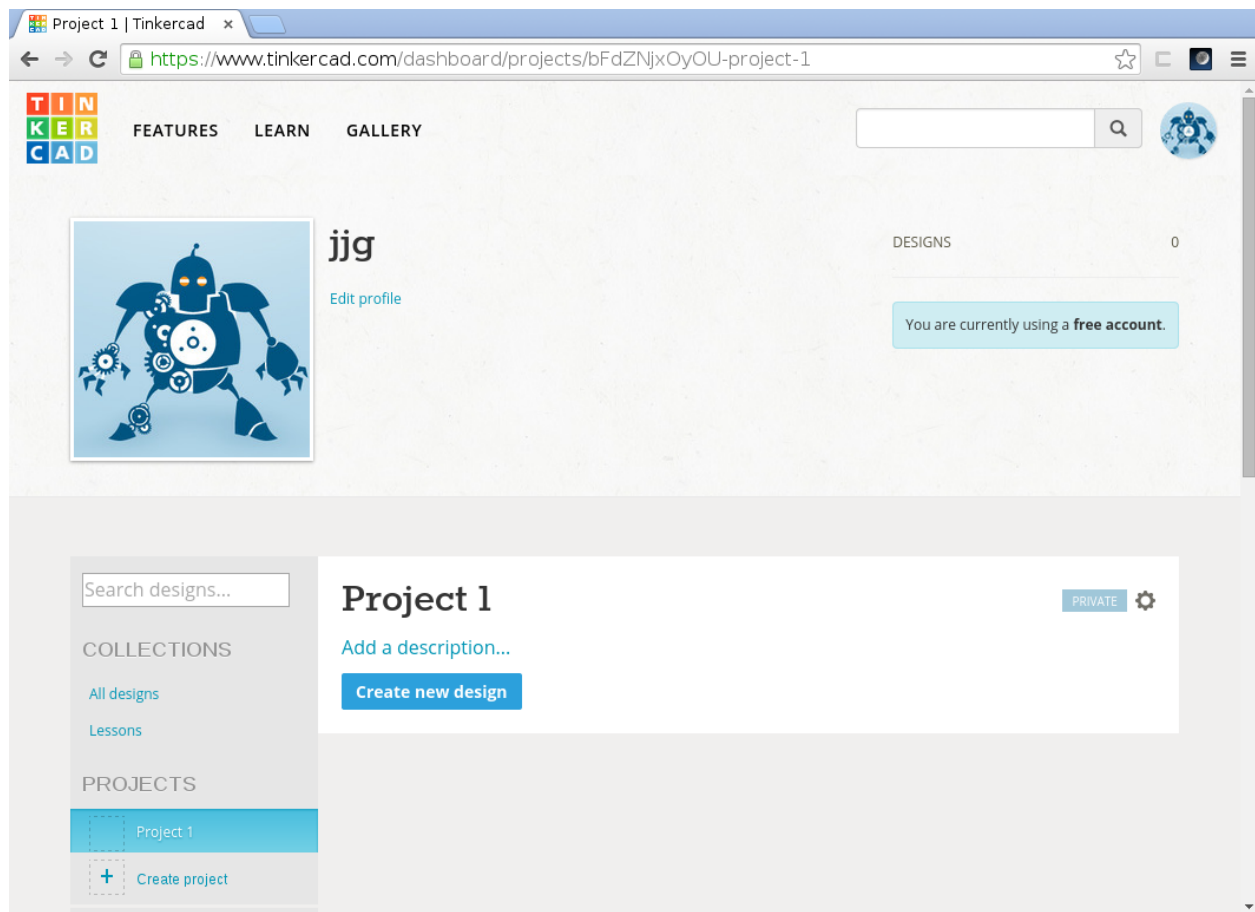 Project 1 | Tinkercad
https://www.tinkercad.com/dashboard/projects/bFdZNjxOyOU-project-1
TIN
KER
CAD
FEATURES LEARN GALLERY
jjg
Edit profile
DESIGNS 0
You are currently using a free account.
Search designs...
COLLECTIONS
All designs
Lessons
PROJECTS
Project 1
+ Create project
Project 1
PRIVATE
Add a description...
Create new design